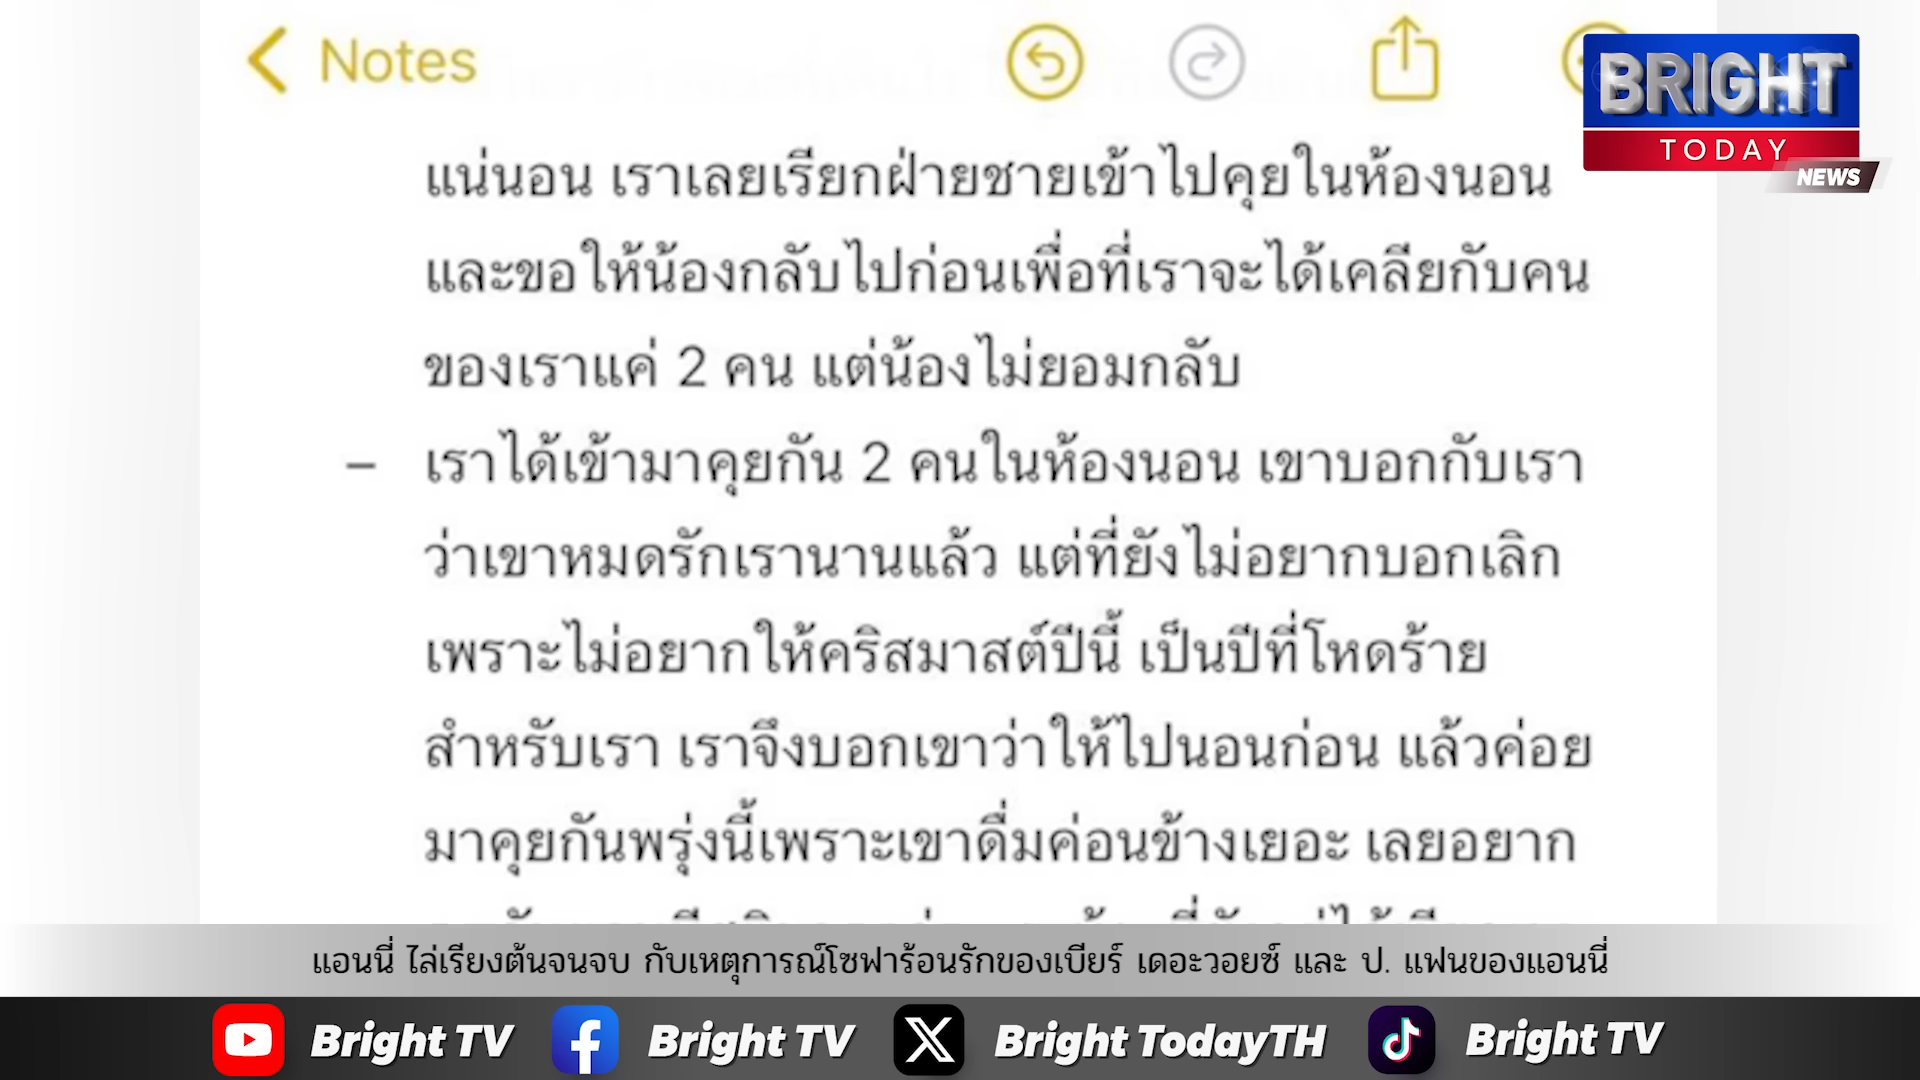 Notes
BRIGHT
TODAY
NEWS
แน่นอน เราเลยเรียกฝ่ายชายเข้าไปคุยในห้องนอน
และขอให้น้องกลับไปก่อนเพื่อที่เราจะได้เคลียกับคน
ของเราแค่ 2 คน แต่น้องไม่ยอมกลับ
– เราได้เข้ามาคุยกัน 2 คนในห้องนอน เขาบอกกับเรา
ว่าเขาหมดรักเรานานแล้ว แต่ที่ยังไม่อยากบอกเลิก
เพราะไม่อยากให้คริสมาสต์ปีนี้ เป็นปีที่โหดร้าย
สำหรับเรา เราจึงบอกเขาว่าให้ไปนอนก่อน แล้วค่อย
มาคุยกันพรุ่งนี้เพราะเขาดื่มค่อนข้างเยอะ เลยอยาก
แอนนี่ ไล่เรียงต้นจนจบ กับเหตุการณ์โซฟาร้อนรักของเบียร์ เดอะวอยซ์ และ ป. แฟนของแอนนี่
Bright TV Bright TV Bright TodayTH Bright TV